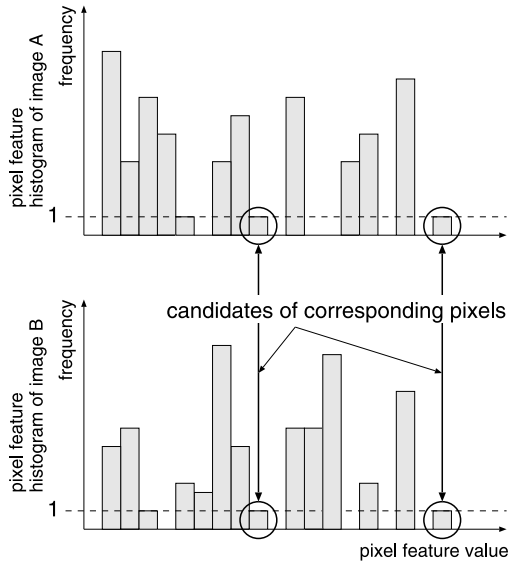 pixel feature
histogram of image A
frequency
1
candidates of corresponding pixels
pixel feature
histogram of image B
frequency
1
pixel feature value